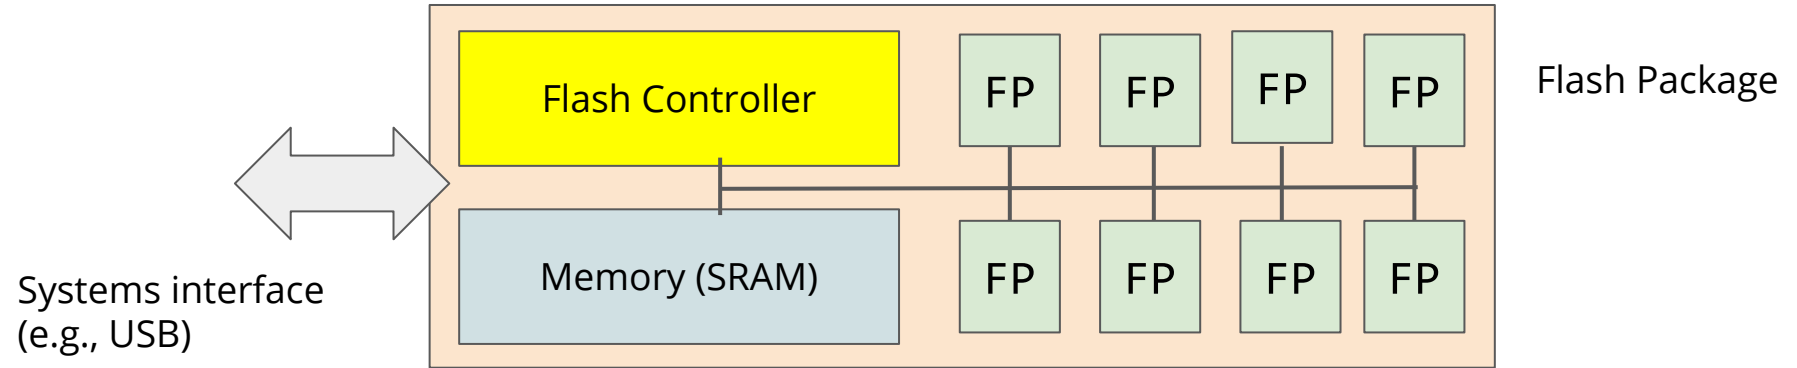 Flash Controller
FP
FP
FP
FP
Flash Package
Memory (SRAM)
FP
FP
FP
FP
Systems interface
(e.g., USB)